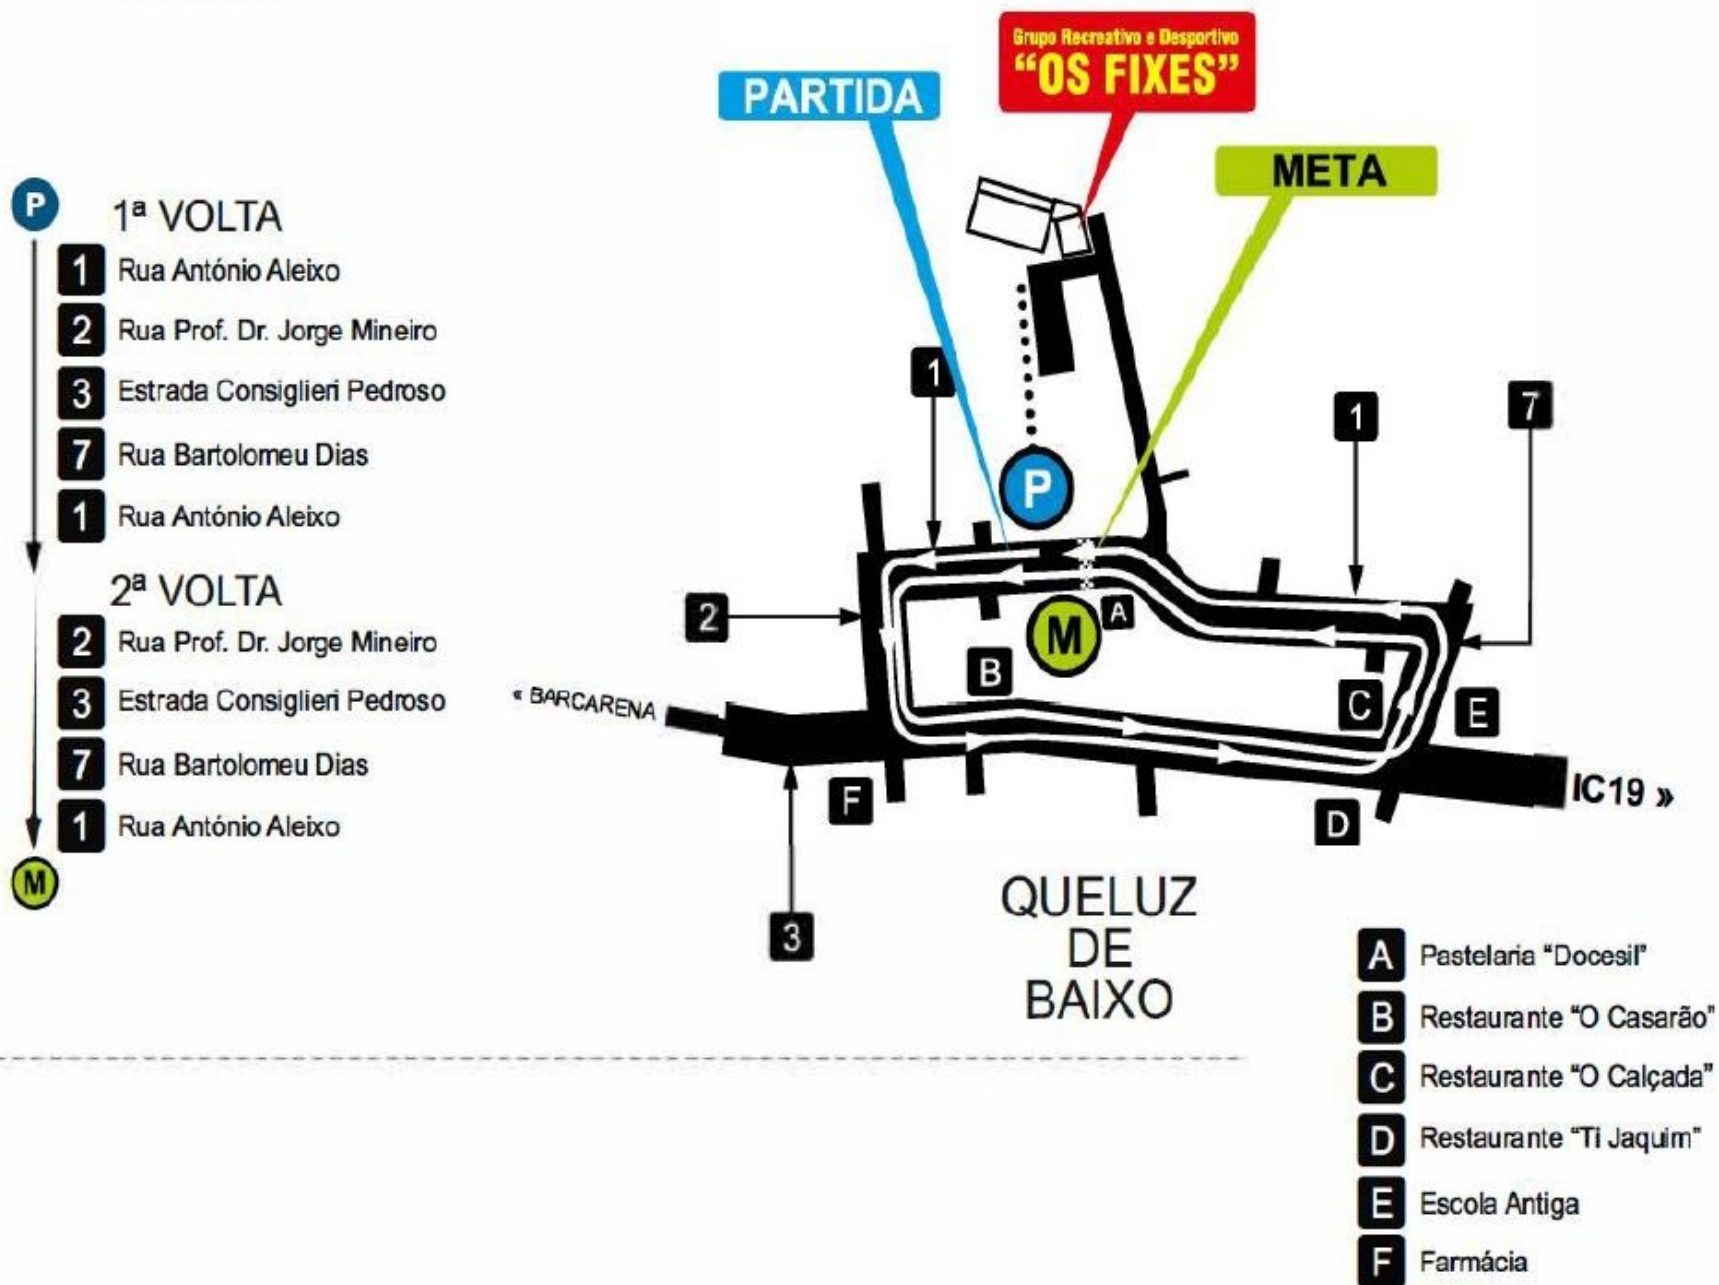 Grupo Recreativo e Desportivo
“OS FIXES”
PARTIDA
META
P
1ª VOLTA
1 Rua António Aleixo
2 Rua Prof. Dr. Jorge Mineiro
3 Estrada Consiglieri Pedroso
7 Rua Bartolomeu Dias
1 Rua António Aleixo
2ª VOLTA
2 Rua Prof. Dr. Jorge Mineiro
3 Estrada Consiglieri Pedroso
7 Rua Bartolomeu Dias
1 Rua António Aleixo
M
1
1
7
P
2
M
A
B
C
E
« BARCARENA
F
D
IC19 »
3
QUELUZ
DE
BAIXO
A Pastelaria “Docesil”
B Restaurante “O Casarão”
C Restaurante “O Calçada”
D Restaurante “Ti Jaquim”
E Escola Antiga
F Farmácia